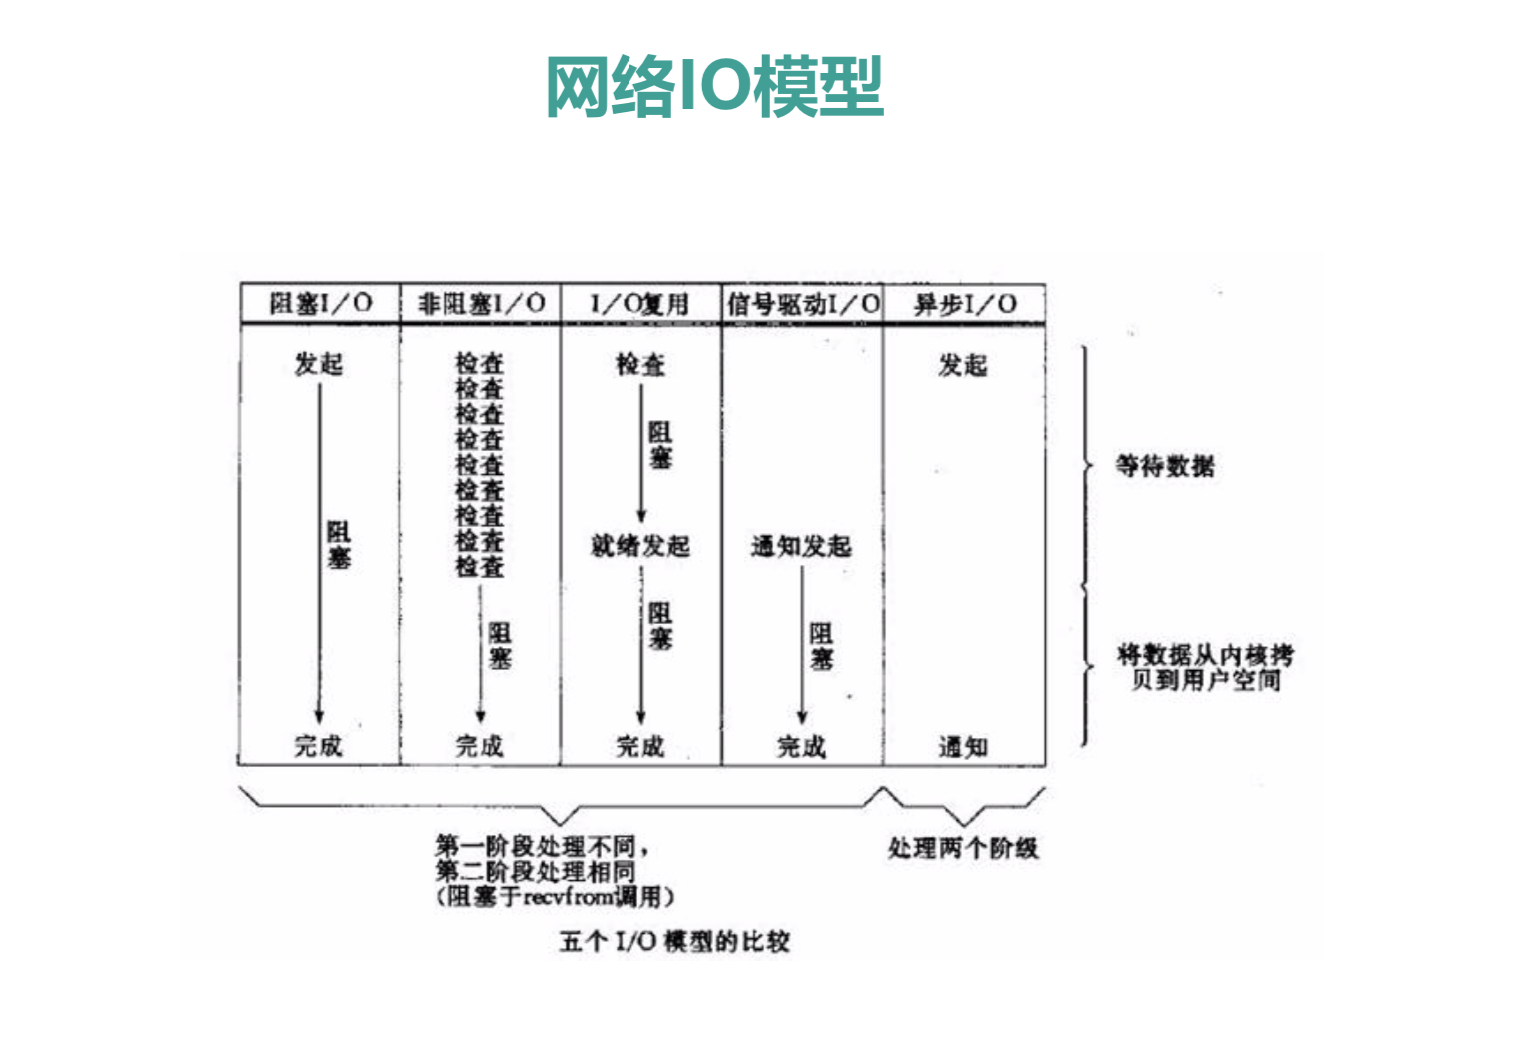 网络IO模型
阻塞I／O
非阻塞I／O
I／O复用
信号驱动I／O
异步I／O
发起
阻
塞
完成
检查
检查
检查
检查
检查
检查
检查
检查
检查
阻
塞
完成
检查
阻
塞
就绪发起
阻
塞
完成
通知发起
阻
塞
完成
发起
通知
等待数据
将数据从内核拷
贝到用户空间
第一阶段处理不同，
第二阶段处理相同
（阻塞于recvfrom调用）
处理两个阶级
五个 I/O 模型的比较